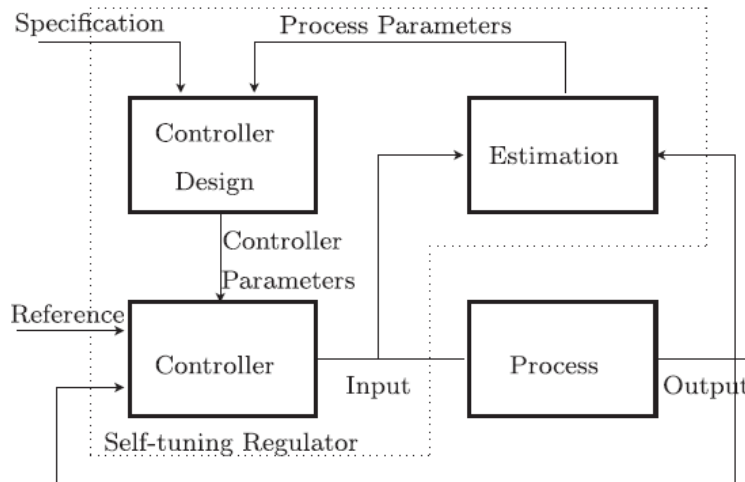 Specification
Process Parameters
Controller
Design
Estimation
Controller
Parameters
Reference
Controller
Input
Process
Output
Self-tuning Regulator